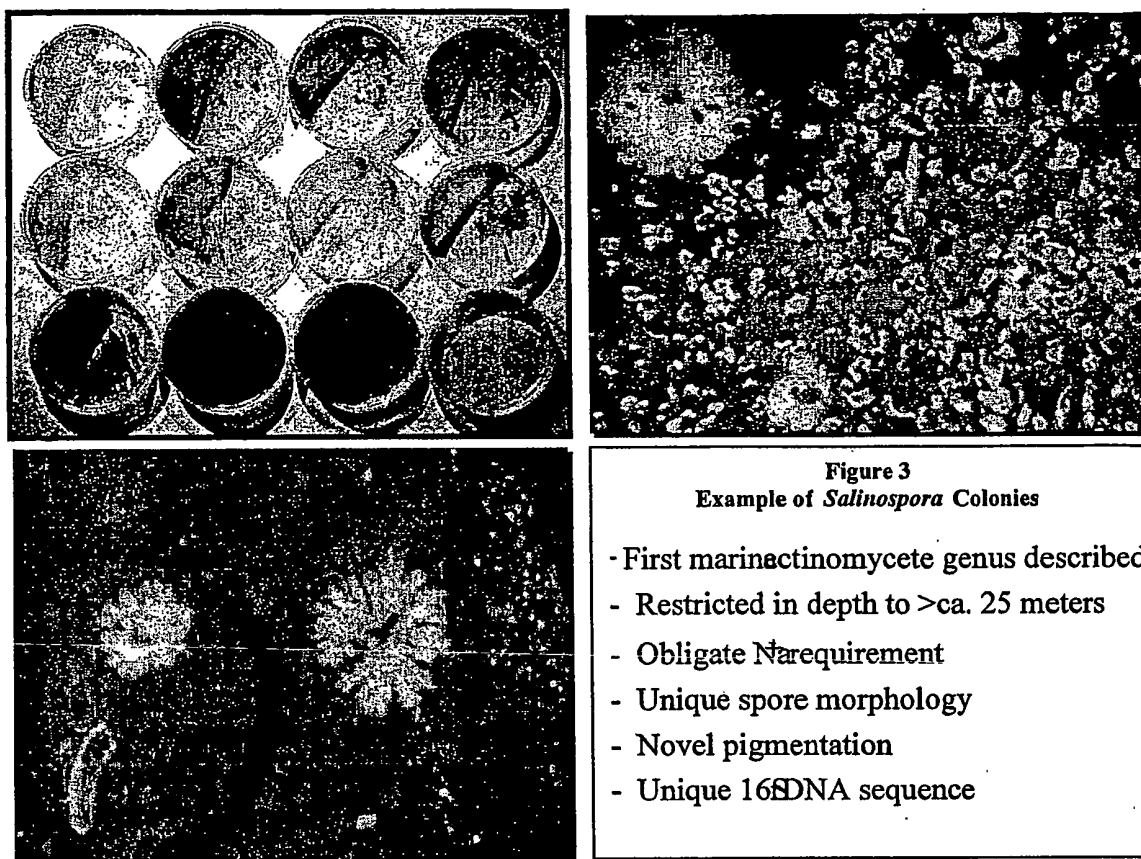 Figure 3
Example of Salinospora Colonies
- First marinactinomycete genus described
- Restricted in depth to >ca. 25 meters
- Obligate Na+ requirement
- Unique spore morphology
- Novel pigmentation
- Unique DNA sequence